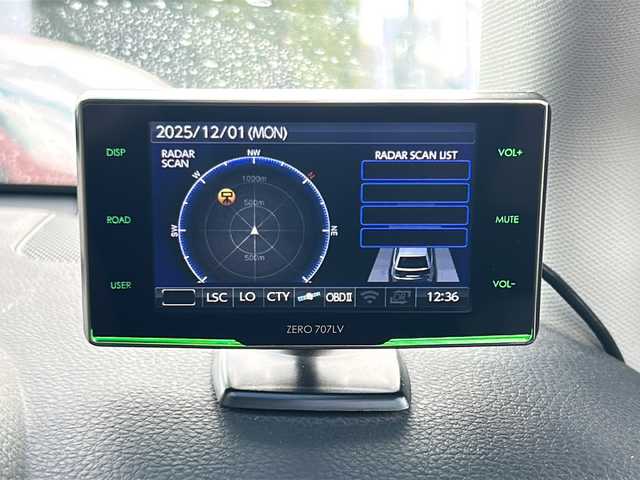 2025/12/01(MON)
DISP
ROAD
USER
RADAR
SCAN
NW
W
N
SW
NE
1000m
500m
500m
RADAR SCAN LIST
VOL+
MUTE
VOL-
LSC LO CTY OBDⅡ 12:36
ZERO 707LV